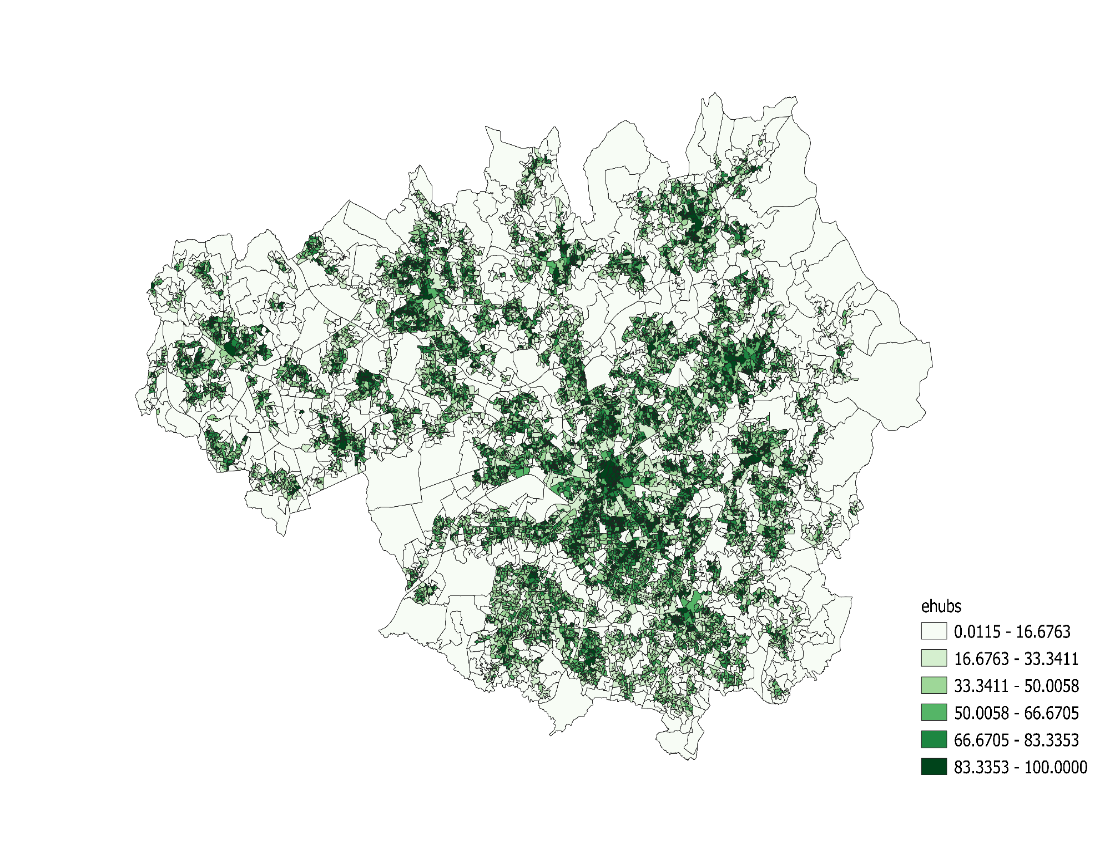 ehubs
0.0115 - 16.6763
16.6763 - 33.3411
33.3411 - 50.0058
50.0058 - 66.6705
66.6705 - 83.3353
83.3353 - 100.0000